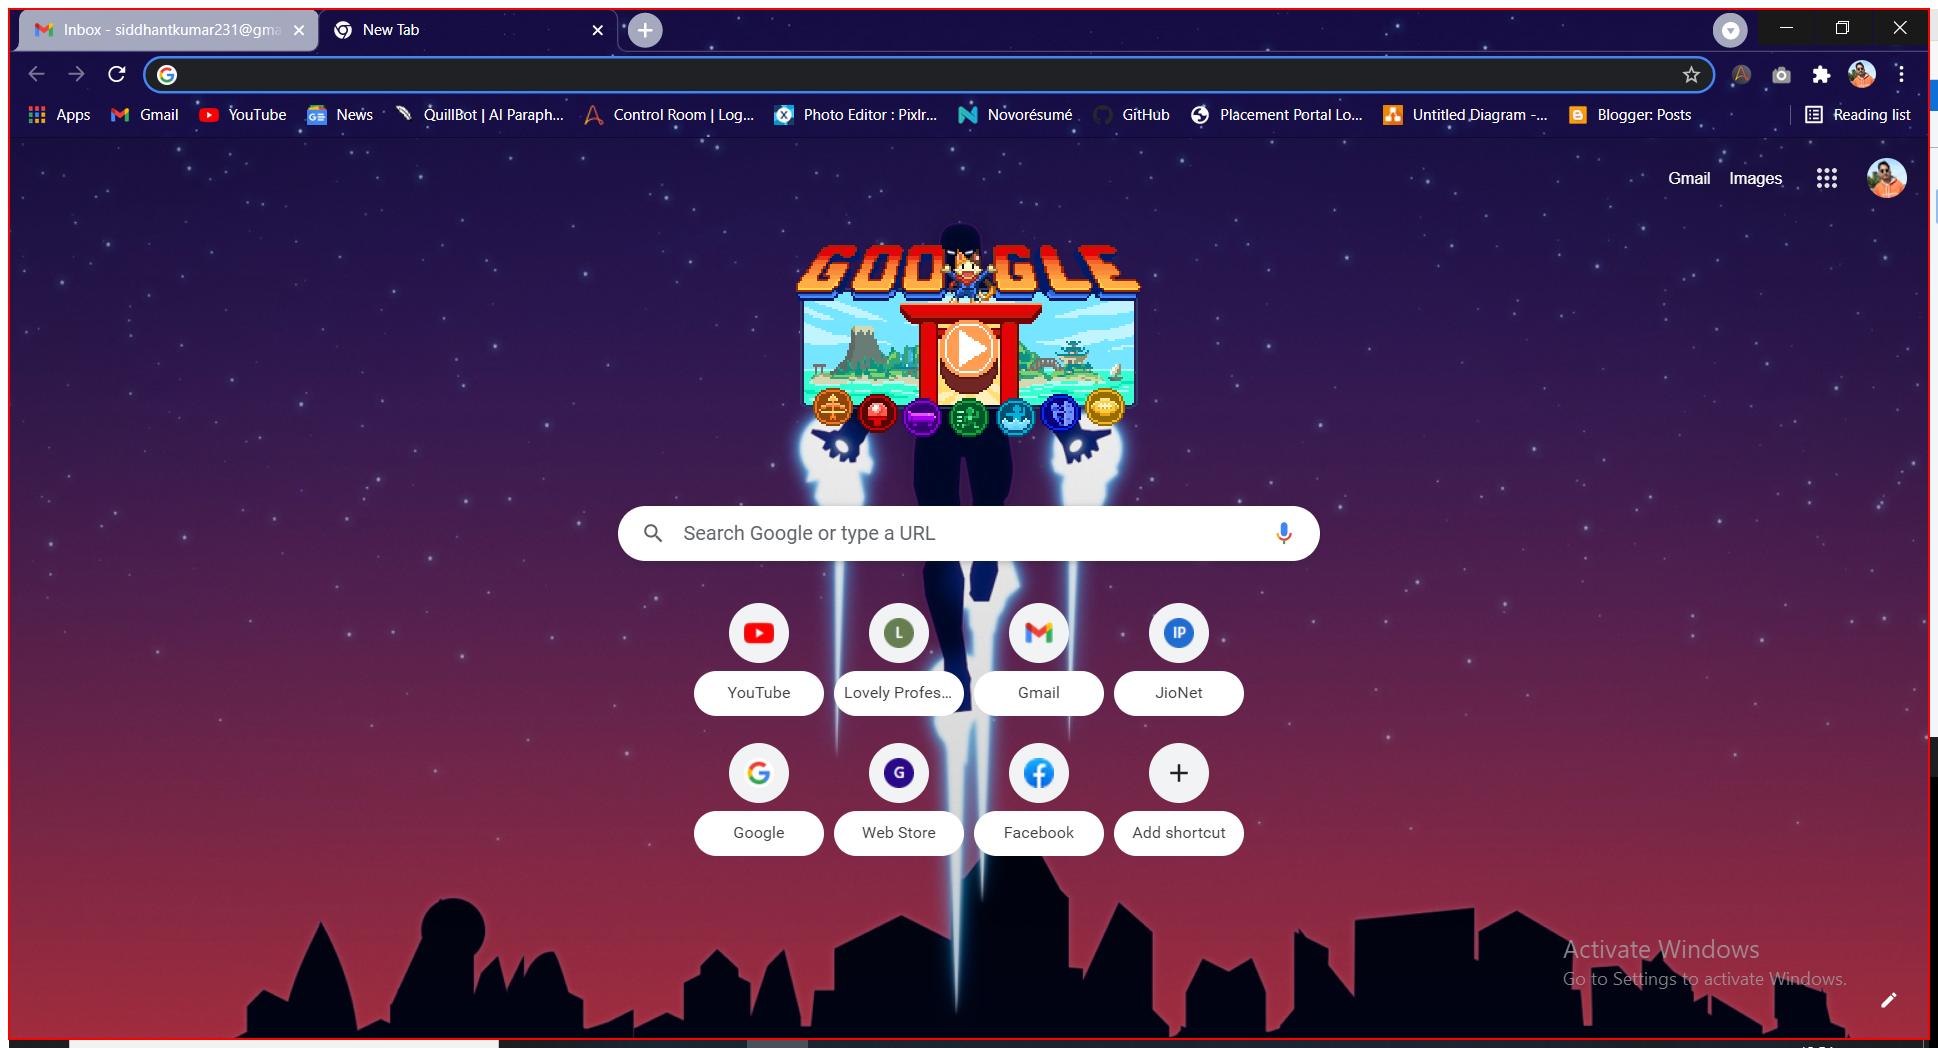 Inbox - siddhantkumar231@gma
New Tab
Apps
Gmail
YouTube
News
QuillBot | AI Paraph...
Control Room | Log...
Photo Editor : Pixlr...
Novorésumé
GitHub
Placement Portal Lo...
Untitled Diagram -...
Blogger: Posts
Reading list
Gmail
Images
GOOGLE
Search Google or type a URL
L
IP
YouTube
Lovely Profes...
Gmail
JioNet
G
Google
Web Store
Facebook
Add shortcut
Activate Windows
Go to Settings to activate Windows.